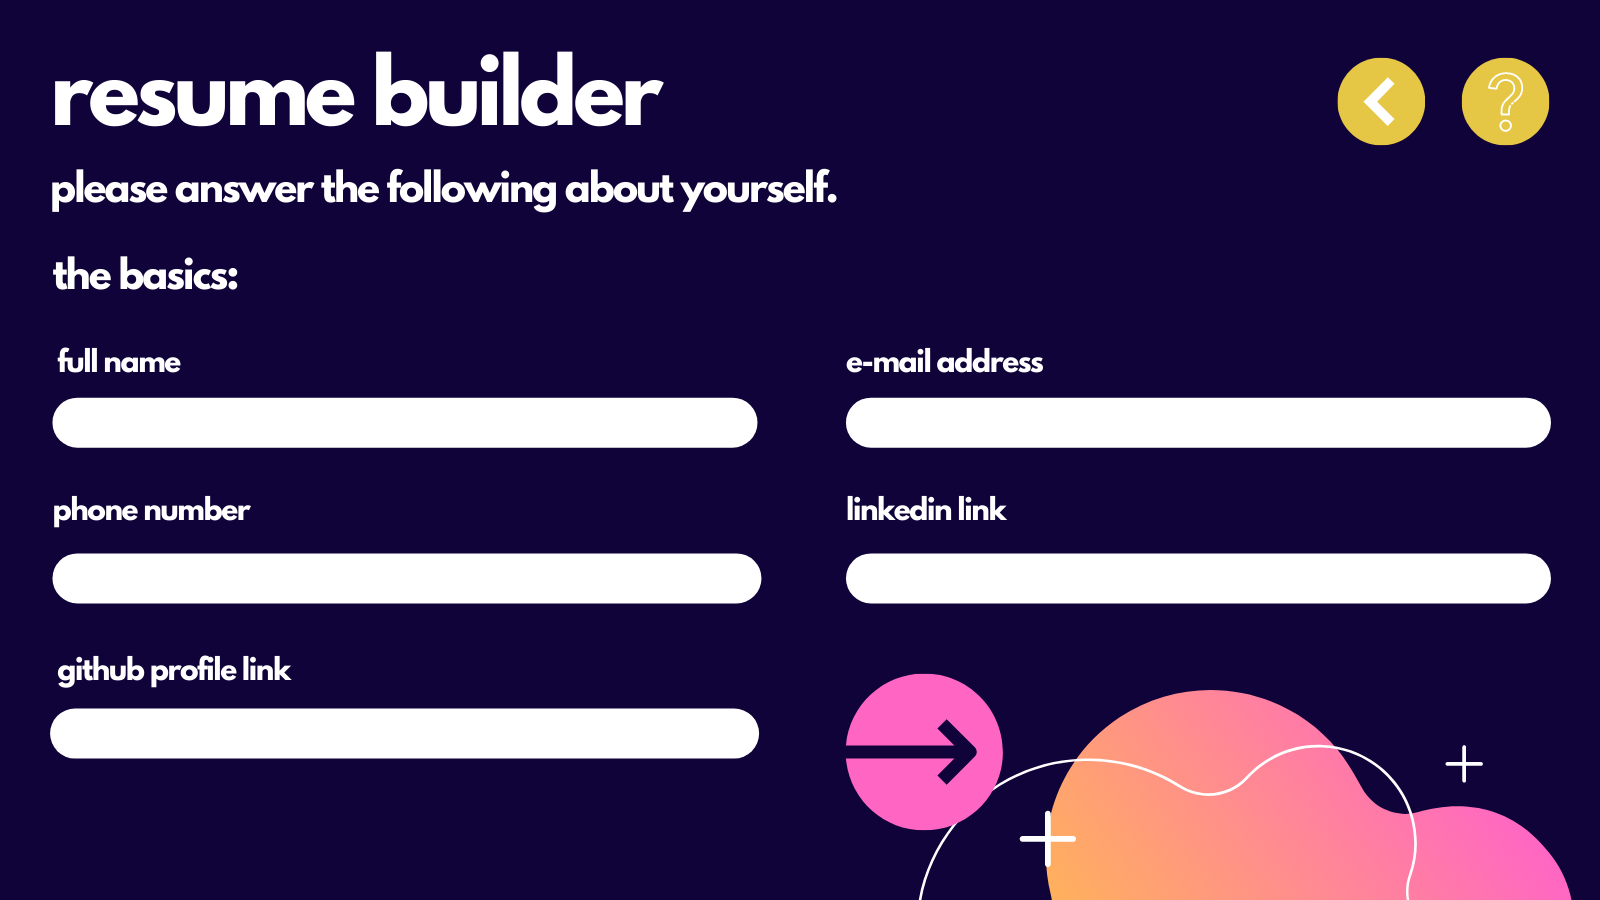 resume builder
?
please answer the following about yourself.
the basics:
full name
e-mail address
phone number
linkedin link
github profile link